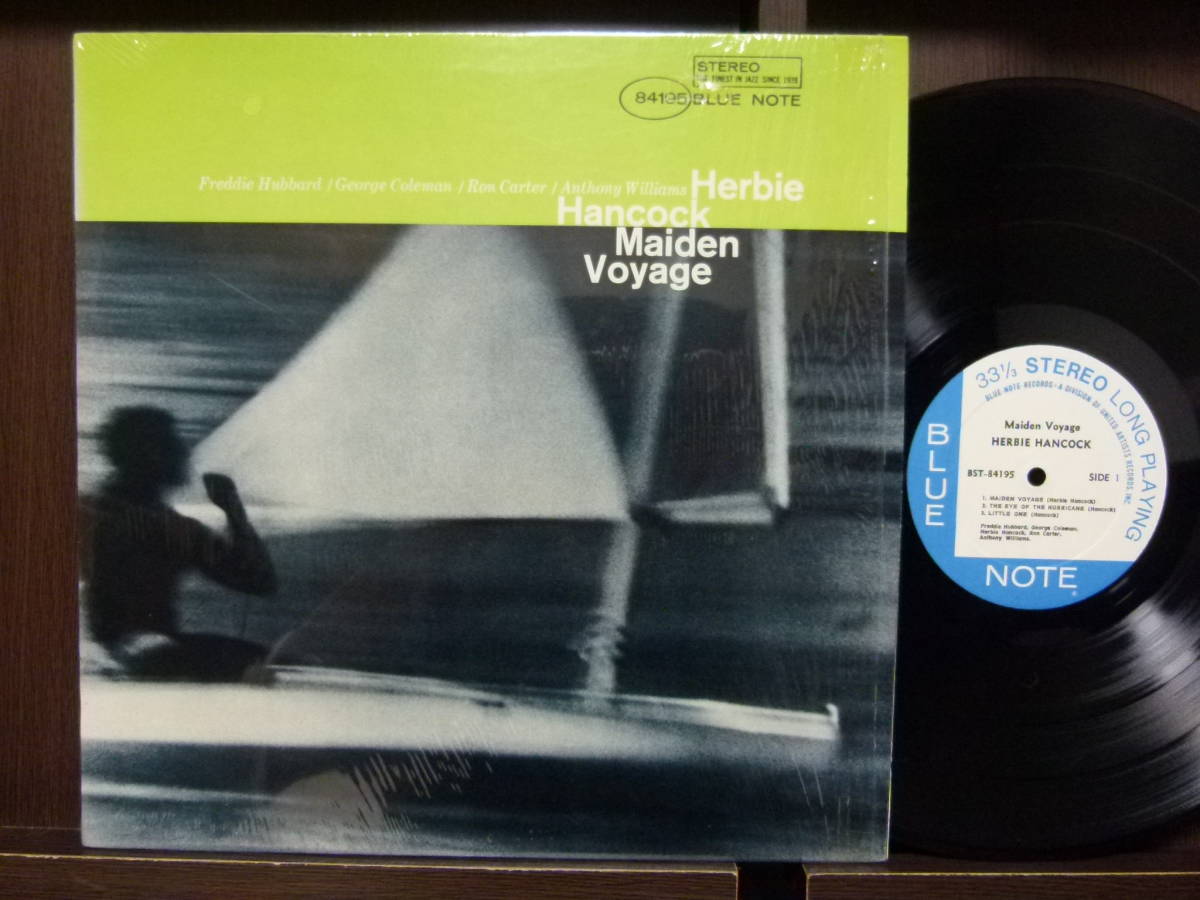 STEREO
THE FINEST IN JAZZ SINCE 1939
84195 BLUE NOTE
Freddie Hubbard / George Coleman / Ron Carter / Anthony Williams Herbie
Hancock
Maiden
Voyage
33 1/3 STEREO LONG PLAYING
BLUE NOTE RECORDS • A DIVISION OF UNITED ARTISTS RECORDS, INC
BLUE
NOTE
Maiden Voyage
HERBIE HANCOCK
BST-84195
SIDE 1
1. MAIDEN VOYAGE (Herbie Hancock)
2. THE EYE OF THE HURRICANE (Hancock)
3. LITTLE ONE (Hancock)
Freddie Hubbard, George Coleman,
Herbie Hancock, Ron Carter,
Anthony Williams.